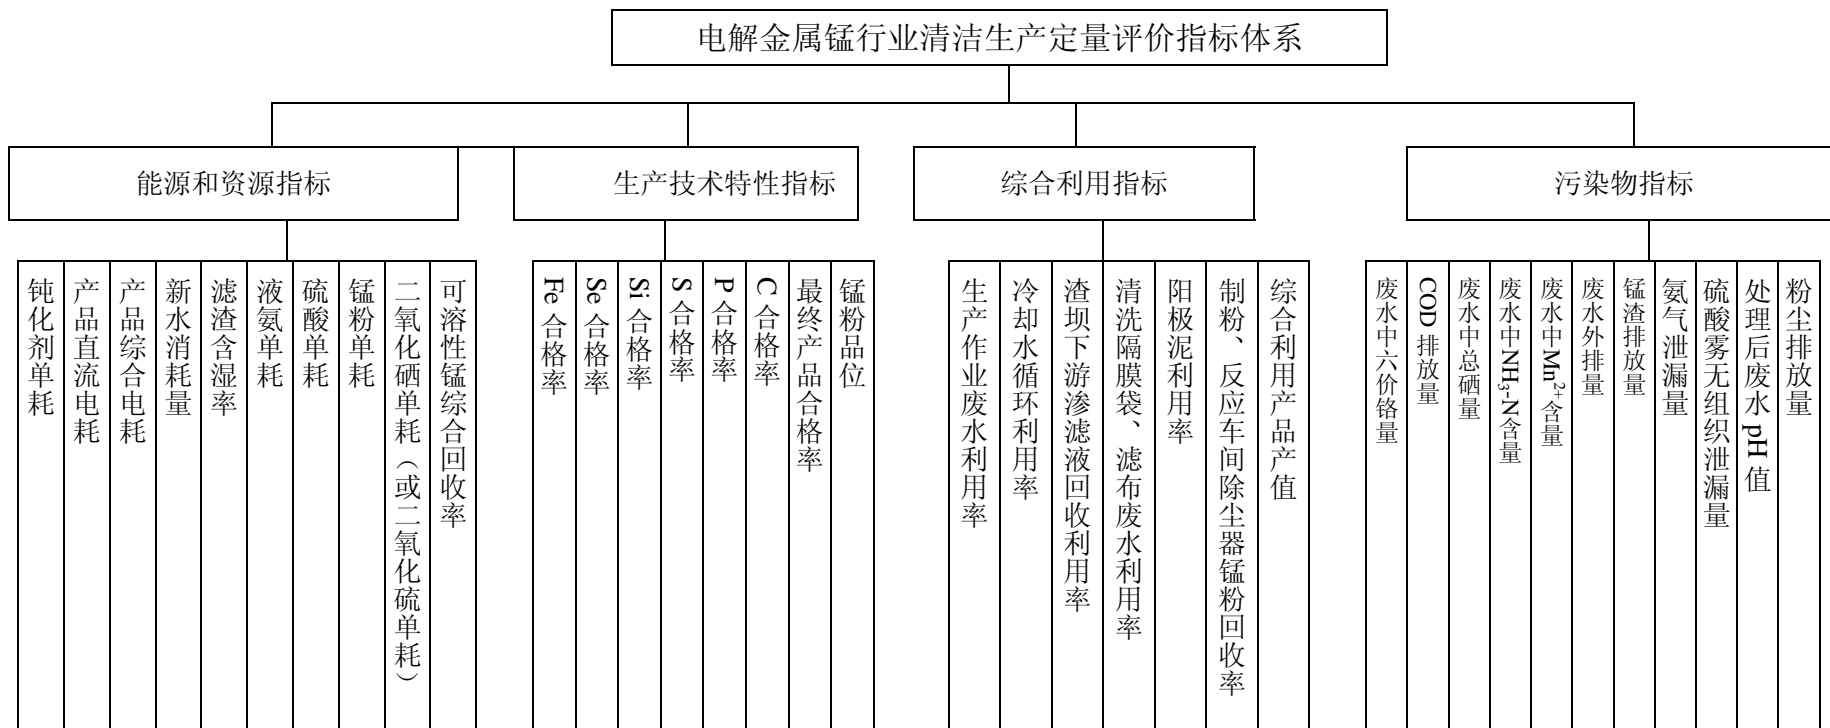 电解金属锰行业清洁生产定量评价指标体系
能源和资源指标
生产技术特性指标
综合利用指标
污染物指标
钝化剂单耗
产品直流电耗
产品综合电耗
新水消耗量
滤渣含湿率
液氨单耗
硫酸单耗
锰粉单耗
二氧化硒单耗（或二氧化硫单耗）
可溶性锰综合回收率
Fe 合格率
Se 合格率
Si 合格率
S 合格率
P 合格率
C 合格率
最终产品合格率
锰粉品位
生产作业废水利用率
冷却水循环利用率
渣坝下游渗滤液回收利用率
清洗隔膜袋、滤布废水利用率
阳极泥利用率
制粉、反应车间除尘器锰粉回收率
综合利用产品产值
废水中六价铬量
COD 排放量
废水中总硒量
废水中NH₃-N含量
废水中Mn²⁺含量
废水外排量
锰渣排放量
氨气泄漏量
硫酸雾无组织泄漏量
处理后废水 pH 值
粉尘排放量